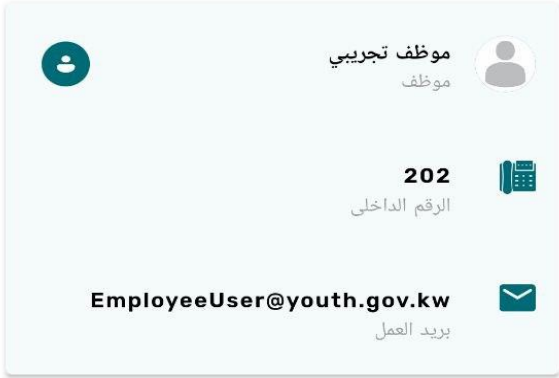 موظف تجريبي
موظف
202
الرقم الداخلى
EmployeeUser@youth.gov.kw
بريد العمل